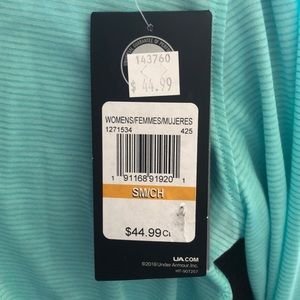 143760
$ 44.99
WOMENS/FEMMES/MUJERES
1271534 425
1 91168 91920 1
SM/CH
$44.99
UA.COM
©2018 Under Armour, Inc.